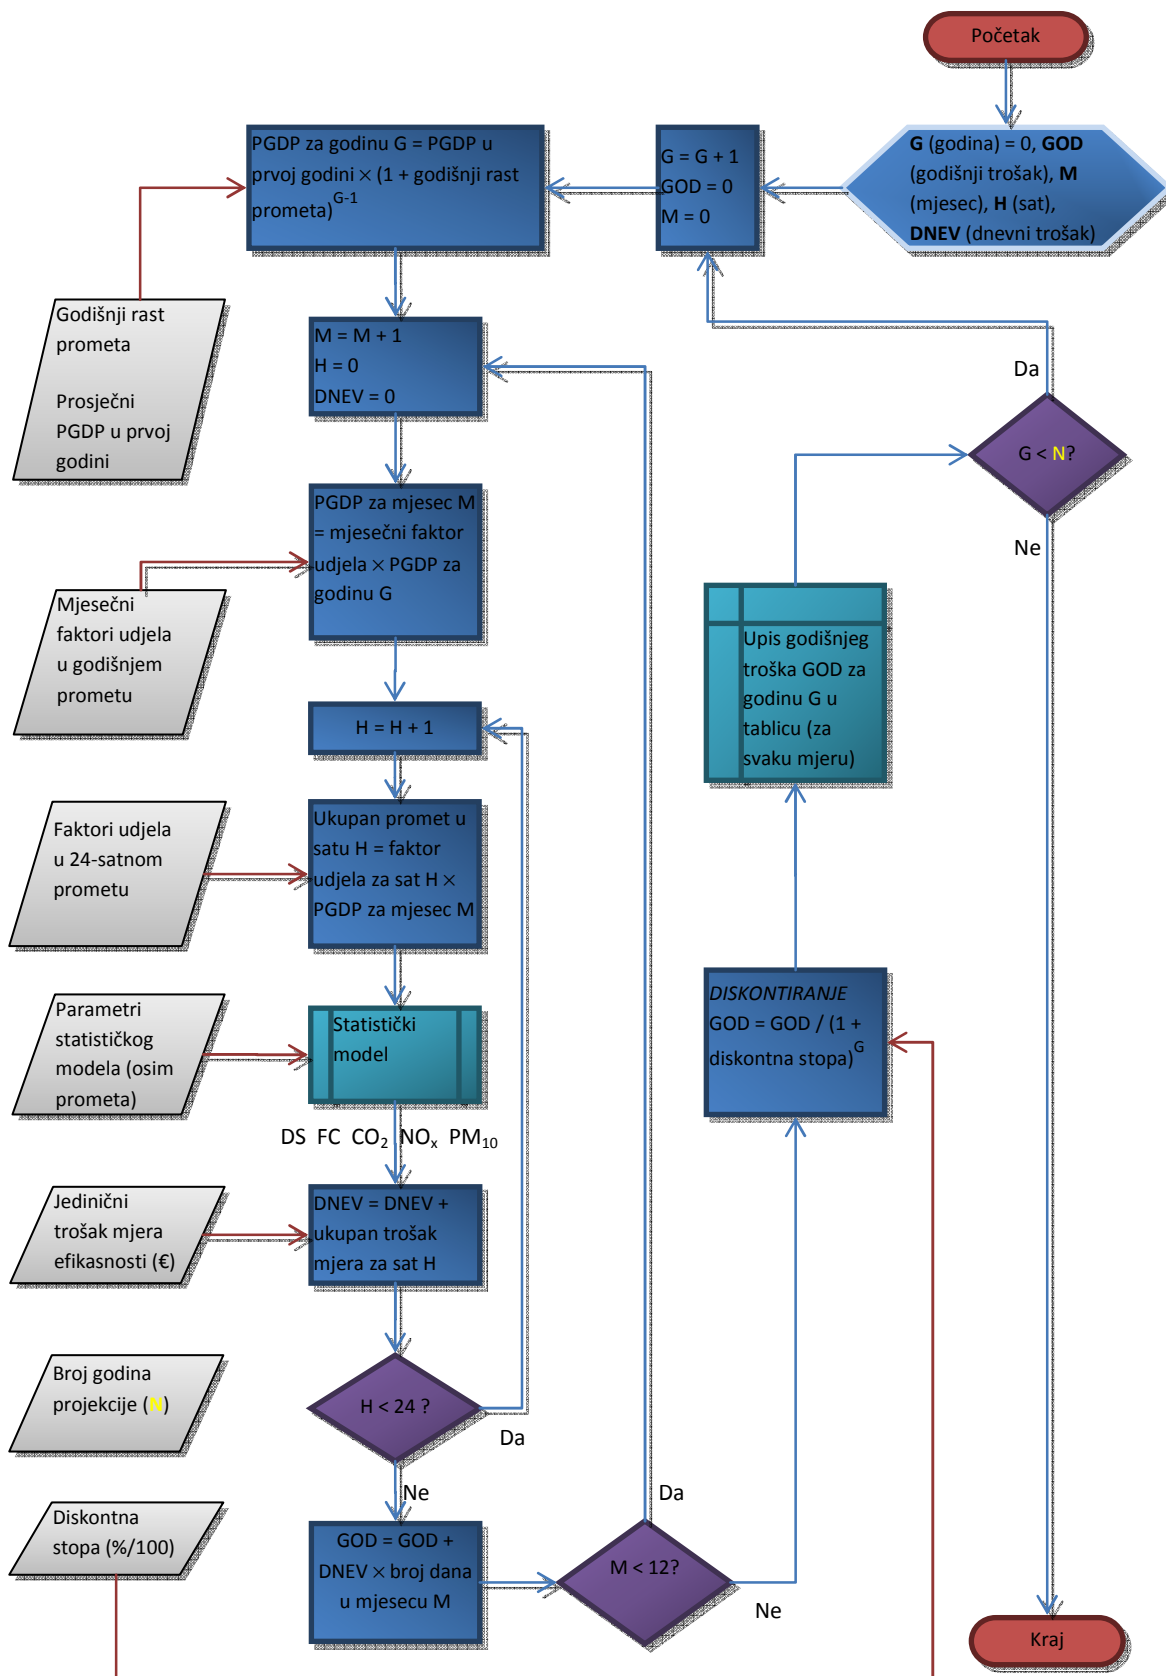 Početak
G (godina) = 0, GOD
(godišnji trošak), M
(mjesec), H (sat),
DNEV (dnevni trošak)
G = G + 1
GOD = 0
M = 0
PGDP za godinu G = PGDP u
prvoj godini × (1 + godišnji rast
prometa)^G-1
Godišnji rast
prometa
Prosječni
PGDP u prvoj
godini
M = M + 1
H = 0
DNEV = 0
PGDP za mjesec M
= mjesečni faktor
udjela × PGDP za
godinu G
Mjesečni
faktori udjela
u godišnjem
prometu
H = H + 1
Ukupan promet u
satu H = faktor
udjela za sat H ×
PGDP za mjesec M
Faktori udjela
u 24-satnom
prometu
Statistički
model
Parametri
statističkog
modela (osim
prometa)
DS FC CO₂ NOₓ PM₁₀
DNEV = DNEV +
ukupan trošak
mjera za sat H
Jedinični
trošak mjera
efikasnosti (€)
H < 24 ?
Da
Ne
Broj godina
projekcije (N)
Diskontna
stopa (%/100)
GOD = GOD +
DNEV × broj dana
u mjesecu M
M < 12?
Da
Ne
DISKONTIRANJE
GOD = GOD / (1 +
diskontna stopa)^G
Upis godišnjeg
troška GOD za
godinu G u
tablicu (za
svaku mjeru)
G < N?
Da
Ne
Kraj